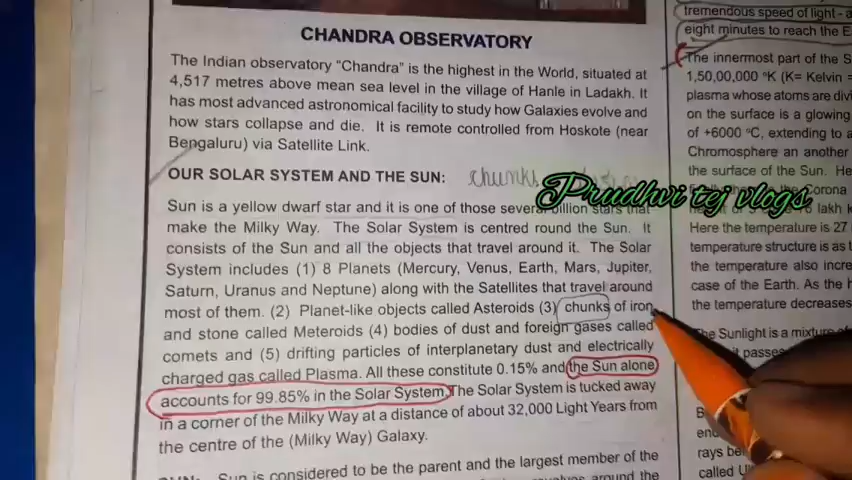 CHANDRA OBSERVATORY
The Indian observatory "Chandra" is the highest in the World, situated at
4,517 metres above mean sea level in the village of Hanle in Ladakh. It
has most advanced astronomical facility to study how Galaxies evolve and
how stars collapse and die. It is remote controlled from Hoskote (near
Bengaluru) via Satellite Link.
OUR SOLAR SYSTEM AND THE SUN: chunks
Prudhvi tej vlogs
Sun is a yellow dwarf star and it is one of those several billion stars that
make the Milky Way. The Solar System is centred round the Sun. It
consists of the Sun and all the objects that travel around it. The Solar
System includes (1) 8 Planets (Mercury, Venus, Earth, Mars, Jupiter,
Saturn, Uranus and Neptune) along with the Satellites that travel around
most of them. (2) Planet-like objects called Asteroids (3) chunks of iron
and stone called Meteroids (4) bodies of dust and foreign gases called
comets and (5) drifting particles of interplanetary dust and electrically
charged gas called Plasma. All these constitute 0.15% and the Sun alone
accounts for 99.85% in the Solar System. The Solar System is tucked away
in a corner of the Milky Way at a distance of about 32,000 Light Years from
the centre of the (Milky Way) Galaxy.
Sun is considered to be the parent and the largest member of the
around the
tremendous speed of light - a
eight minutes to reach the E
The innermost part of the S
1,50,00,000 °K (K= Kelvin =
plasma whose atoms are divi
on the surface is a glowing
of +6000 °C, extending to a
Chromosphere an another
the surface of the Sun. He
Corona
lakh k
Here the temperature is 27
temperature structure is as t
the temperature also incre
case of the Earth. As the h
the temperature decreases
The Sunlight is a mixture
it passes
rays be
called U